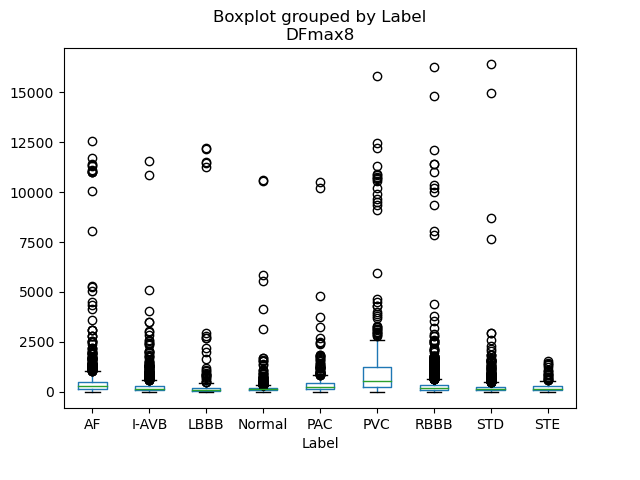 Boxplot grouped by Label
DFmax8
15000
12500
10000
7500
5000
2500
0
AF I-AVB LBBB Normal PAC PVC RBBB STD STE
Label